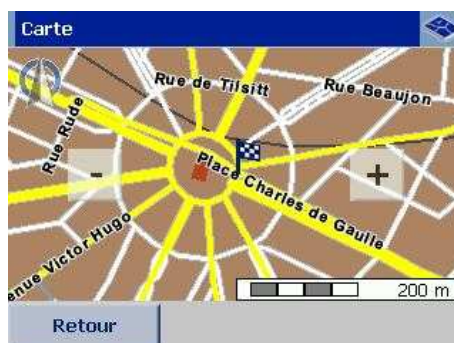 Carte
Rue de Tilsitt
Rue Beaujon
Rue Rude
-
Place Charles de Gaulle
+
enue Victor Hugo
200 m
Retour